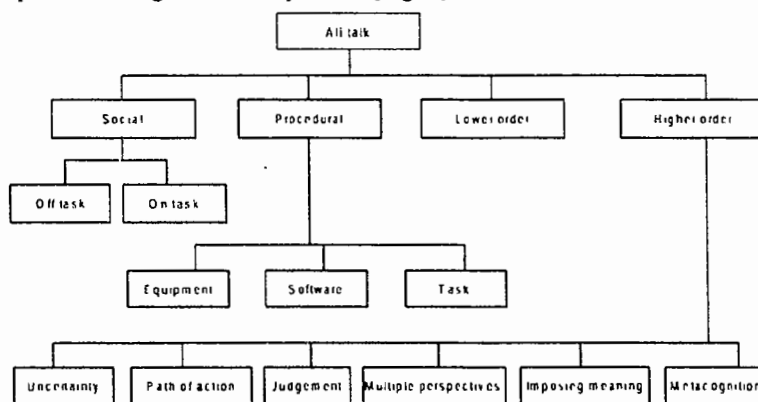 All talk
Social Procedural Lower order Higher order
Off task On task
Equipment Software Task
Uncertainty Path of action Judgement Multiple perspectives Imposing meaning Metacognition